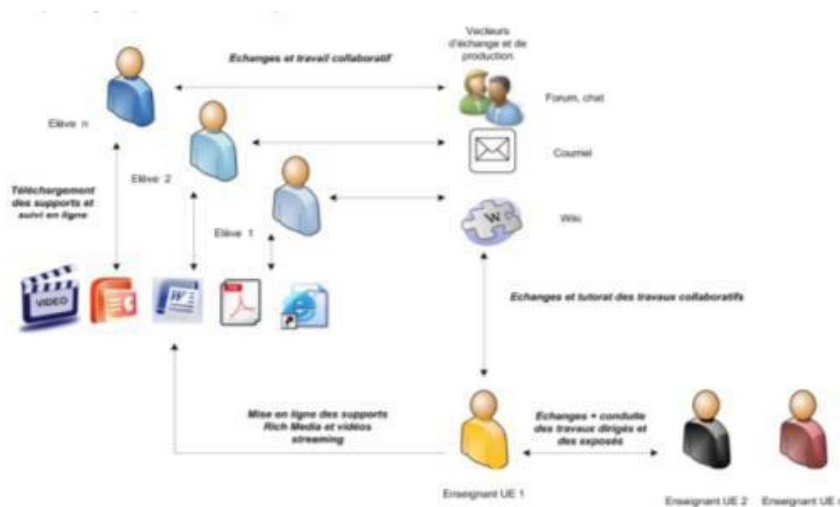 Vecteurs
d'échange et de
production
Echanges et travail collaboratif
Forum, chat
Elève n
Courriel
Elève 2
Téléchargement
des supports et
suivi en ligne
Wiki
W
Elève 1
VIDEO
W
Echanges et tutorat des travaux collaboratifs
Mise en ligne des supports
Rich Media et vidéos
streaming
Echanges + conduite
des travaux dirigés et
des exposés
Enseignant UE 1
Enseignant UE 2
Enseignant UE